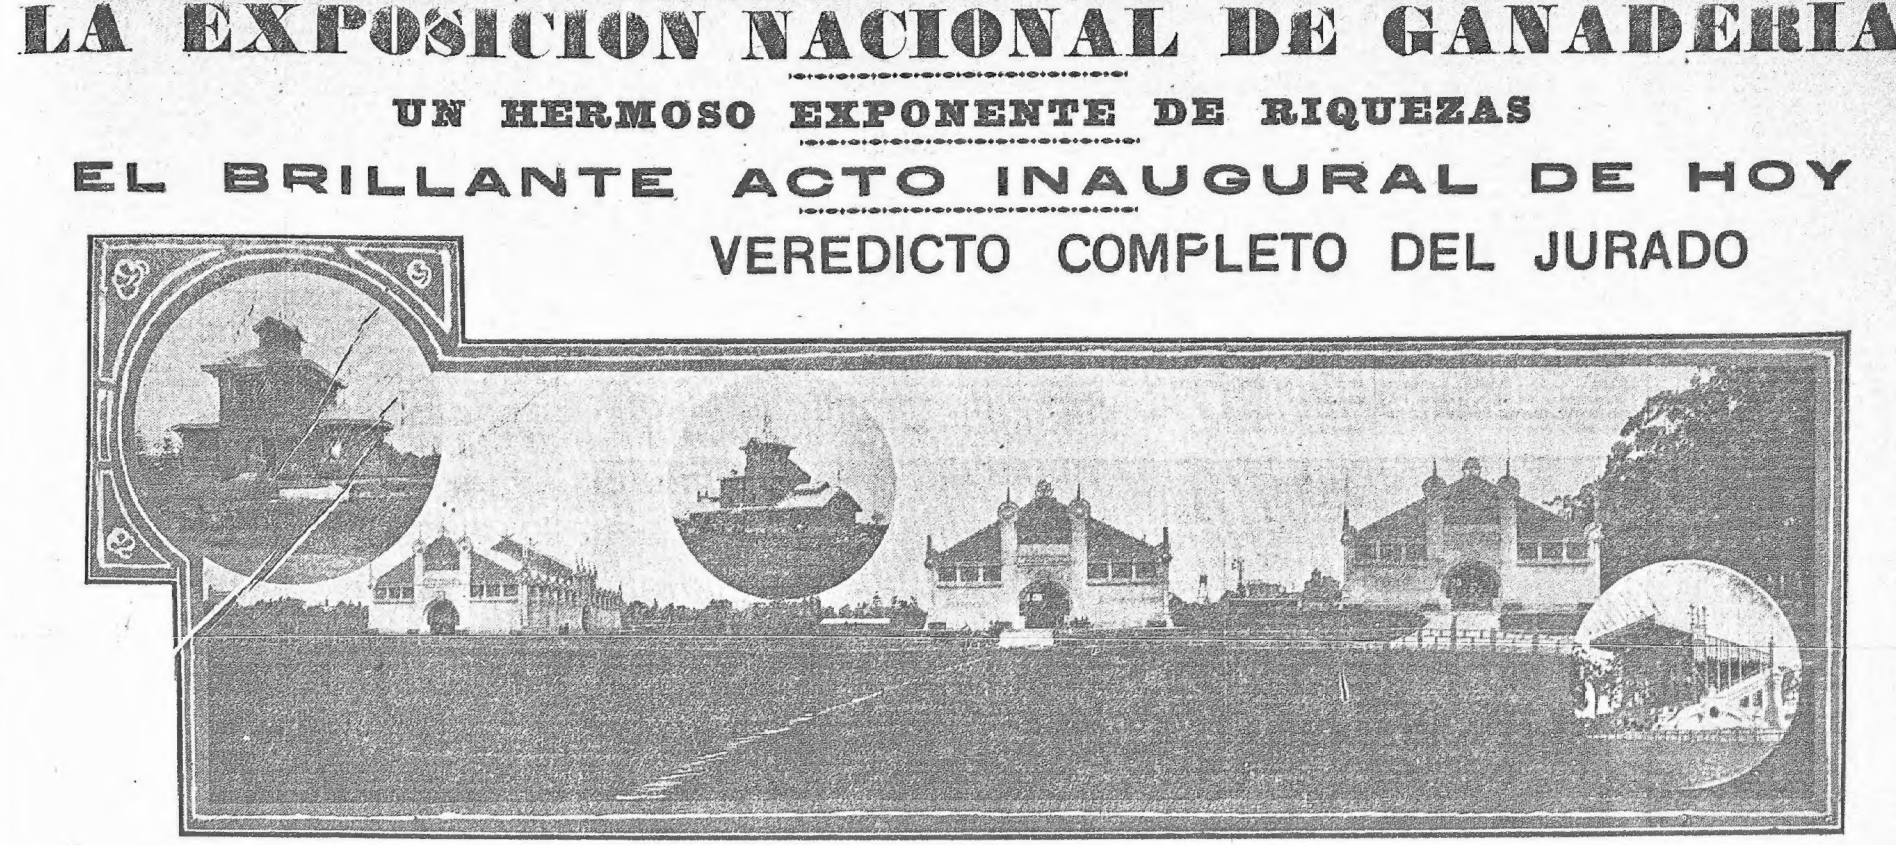 LA EXPOSICION NACIONAL DE GANADERIA
UN HERMOSO EXPONENTE DE RIQUEZAS
EL BRILLANTE ACTO INAUGURAL DE HOY
VEREDICTO COMPLETO DEL JURADO